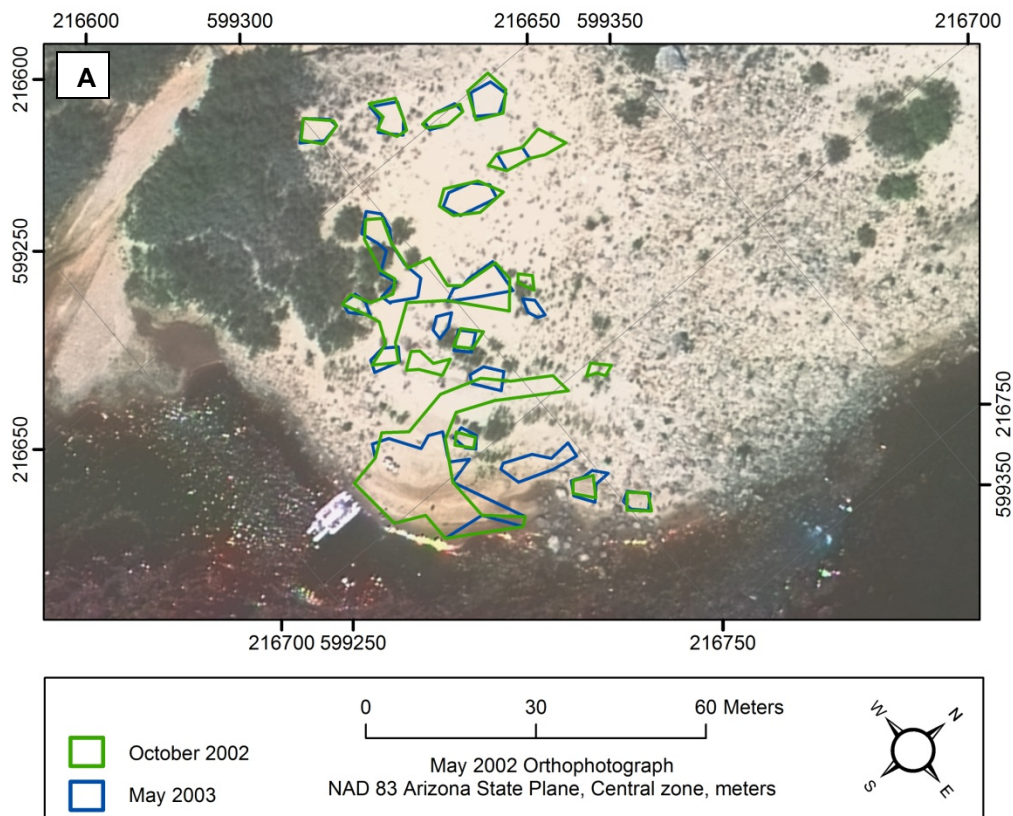 216600 599300 216650 599350 216700
A
216600
599250
216650
216750
599350
216700 599250 216750
0 30 60 Meters
October 2002
May 2003
May 2002 Orthophotograph
NAD 83 Arizona State Plane, Central zone, meters
W N
S E